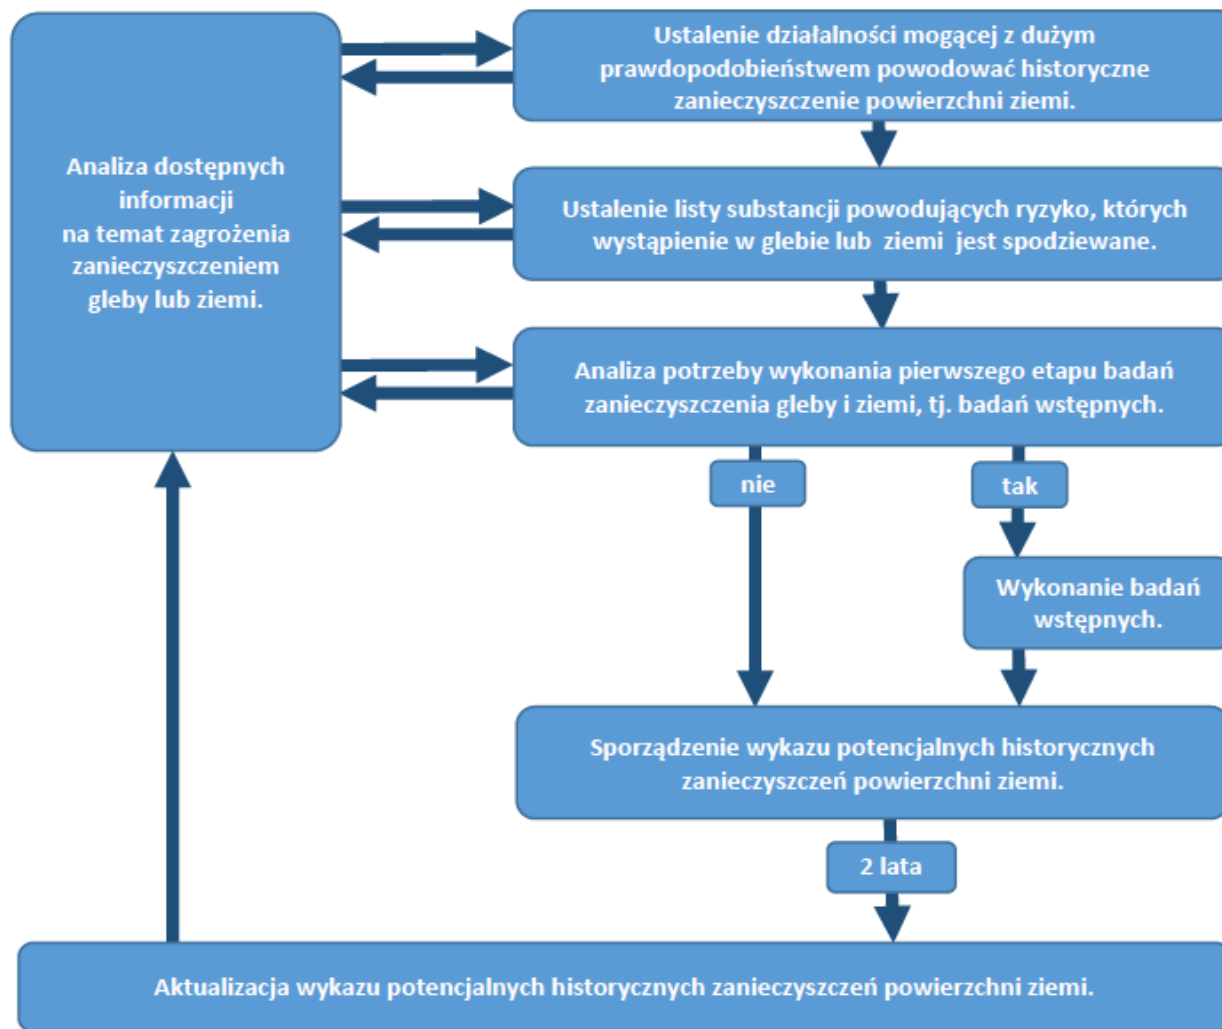 Analiza dostępnych
informacji
na temat zagrożenia
zanieczyszczeniem
gleby lub ziemi.
Ustalenie działalności mogącej z dużym
prawdopodobieństwem powodować historyczne
zanieczyszczenie powierzchni ziemi.
Ustalenie listy substancji powodujących ryzyko, których
wystąpienie w glebie lub ziemi jest spodziewane.
Analiza potrzeby wykonania pierwszego etapu badań
zanieczyszczenia gleby i ziemi, tj. badań wstępnych.
nie
tak
Wykonanie badań
wstępnych.
Sporządzenie wykazu potencjalnych historycznych
zanieczyszczeń powierzchni ziemi.
2 lata
Aktualizacja wykazu potencjalnych historycznych zanieczyszczeń powierzchni ziemi.